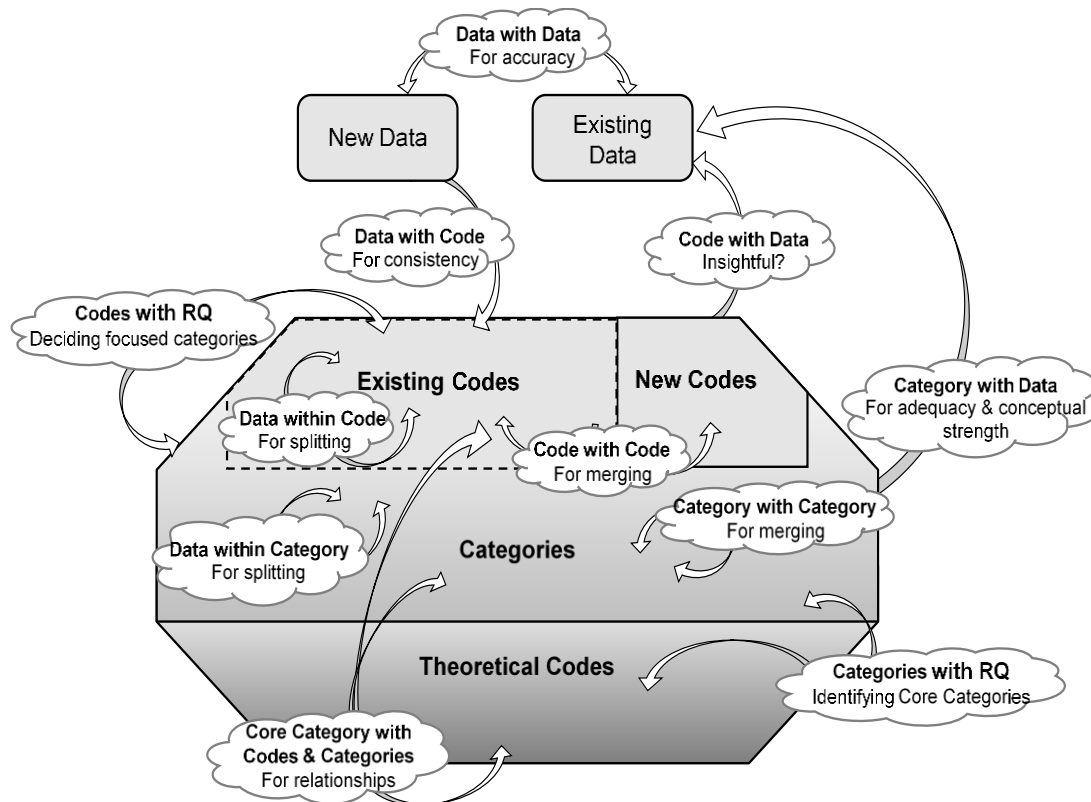 Data with Data
For accuracy
New Data
Existing
Data
Data with Code
For consistency
Code with Data
Insightful?
Codes with RQ
Deciding focused categories
Existing Codes
New Codes
Category with Data
For adequacy & conceptual
strength
Data within Code
For splitting
Code with Code
For merging
Category with Category
For merging
Data within Category
For splitting
Categories
Theoretical Codes
Categories with RQ
Identifying Core Categories
Core Category with
Codes & Categories
For relationships